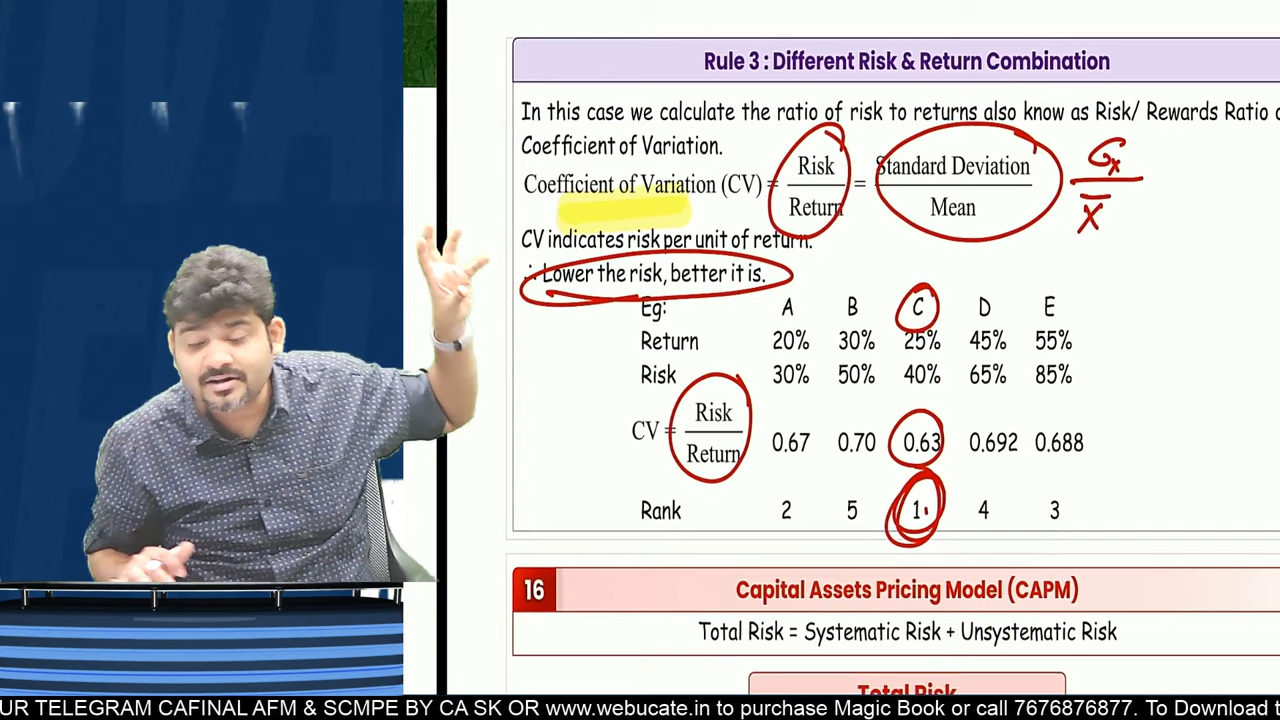 Rule 3 : Different Risk & Return Combination
In this case we calculate the ratio of risk to returns also know as Risk/ Rewards Ratio
Coefficient of Variation.
Coefficient of Variation (CV) = Risk / Return = Standard Deviation / Mean σx / x̄
CV indicates risk per unit of return.
∴ Lower the risk, better it is.
Eg: A B C D E
Return 20% 30% 25% 45% 55%
Risk 30% 50% 40% 65% 85%
CV = Risk / Return 0.67 0.70 0.63 0.692 0.688
Rank 2 5 1 4 3
16 Capital Assets Pricing Model (CAPM)
Total Risk = Systematic Risk + Unsystematic Risk
Total Risk
UR TELEGRAM CAFINAL AFM & SCMPE BY CA SK OR www.webucate.in to purchase Magic Book or call 7676876877. To Download